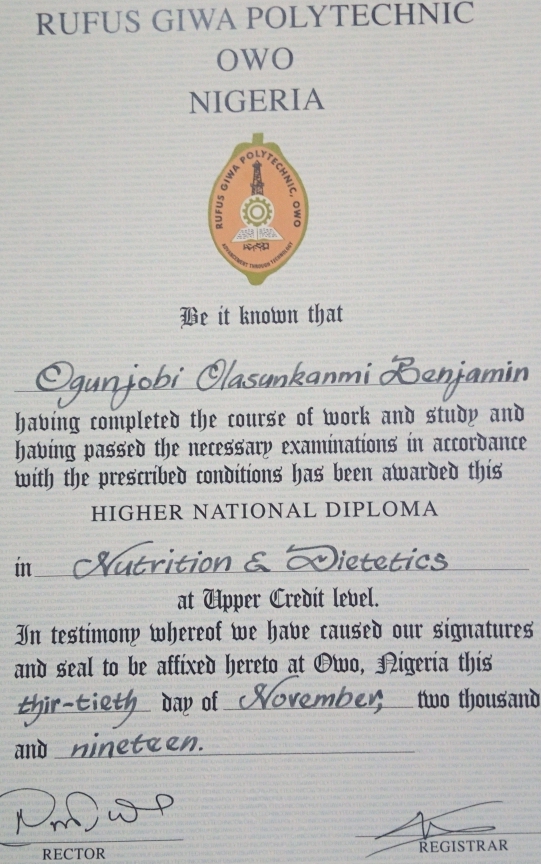 RUFUS GIWA POLYTECHNIC
OWO
NIGERIA
RUFUS GIWA POLYTECHNIC, OWO
ADVANCEMENT THROUGH TECHNOLOGY
Be it known that
Ogunjobi Olasunkanmi Benjamin
having completed the course of work and study and
having passed the necessary examinations in accordance
with the prescribed conditions has been awarded this
HIGHER NATIONAL DIPLOMA
in Nutrition & Dietetics
at Upper Credit level.
In testimony whereof we have caused our signatures
and seal to be affixed hereto at Owo, Nigeria this
thir-tieth day of November, two thousand
and nineteen.
RECTOR
REGISTRAR